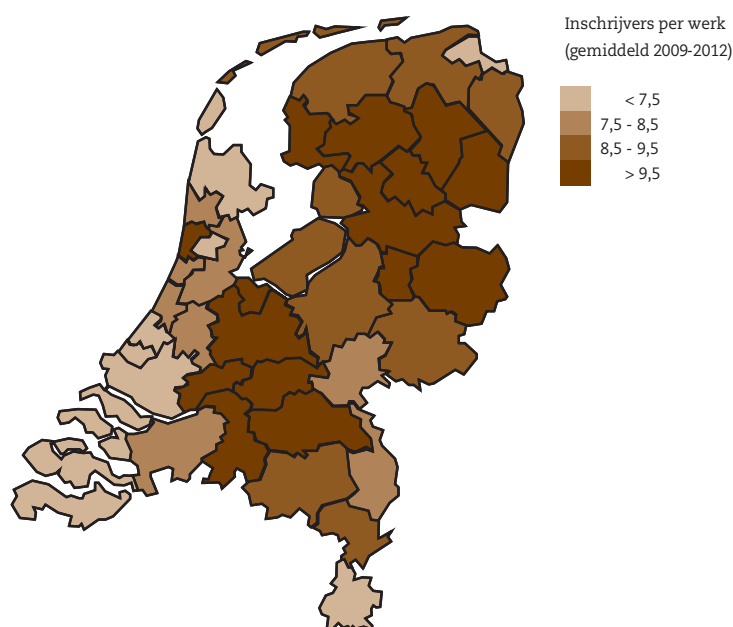 Inschrijvers per werk
(gemiddeld 2009-2012)
< 7,5
7,5 - 8,5
8,5 - 9,5
> 9,5